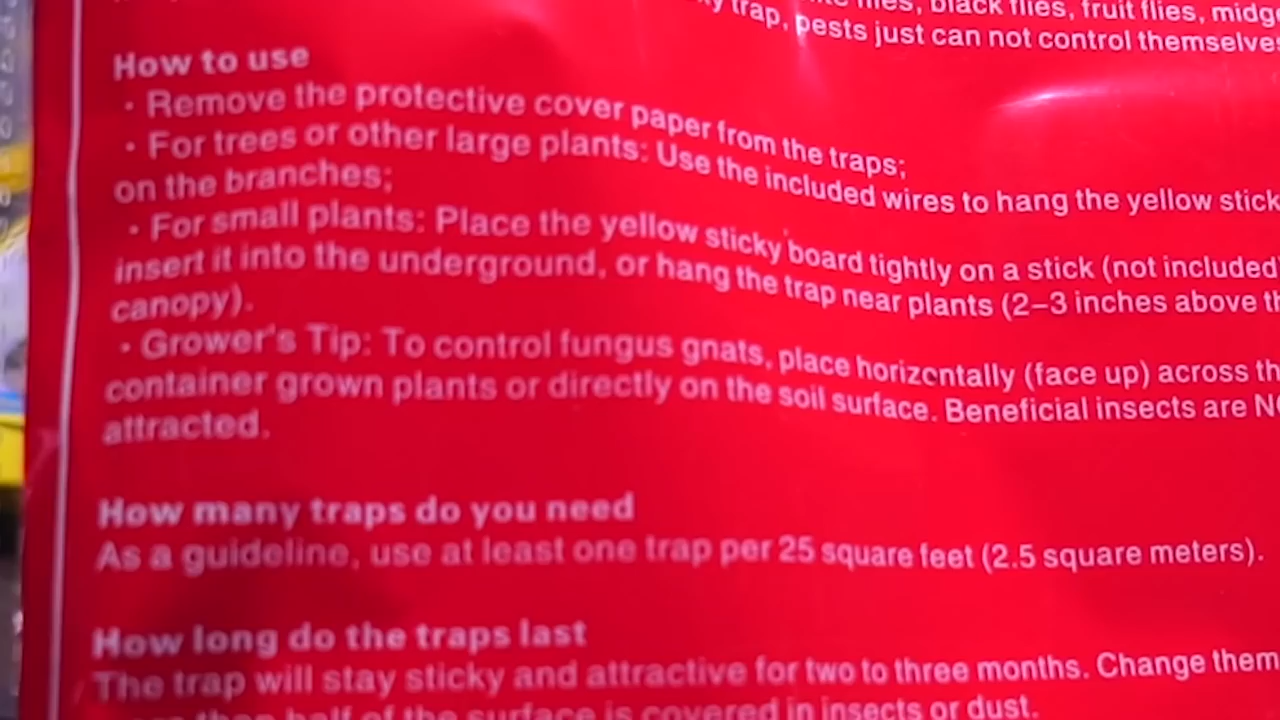 flies, black flies, fruit flies, 
trap, pests just can not control
How to use
· Remove the protective cover paper from the traps;
· For trees or other large plants: Use the included wires to hang the yellow
on the branches;
· For small plants: Place the yellow sticky board tightly on a stick (not included)
insert it into the underground, or hang the trap near plants (2–3 inches above
canopy).
· Grower's Tip: To control fungus gnats, place horizontally (face up) across
container grown plants or directly on the soil surface. Beneficial insects are
attracted.
How many traps do you need
As a guideline, use at least one trap per 25 square feet (2.5 square meters).
How long do the traps last
The trap will stay sticky and attractive for two to three months. Change them
than half of the surface is covered in insects or dust.